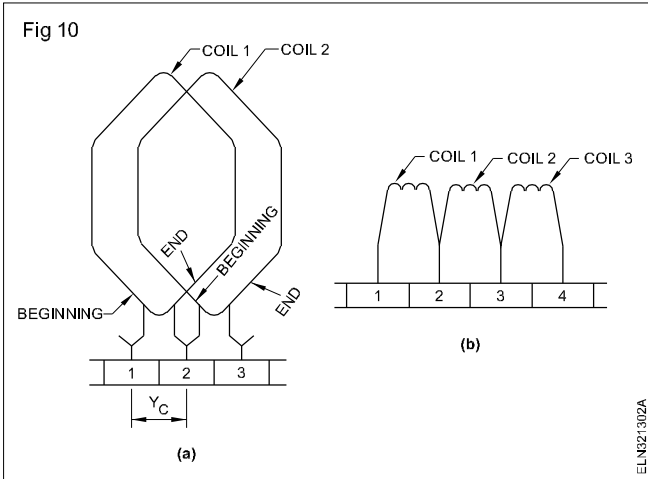 Fig 10
COIL 1
COIL 2
END
BEGINNING
BEGINNING
END
1 2 3
Y_C
(a)
COIL 1
COIL 2
COIL 3
1 2 3 4
(b)
ELN321302A